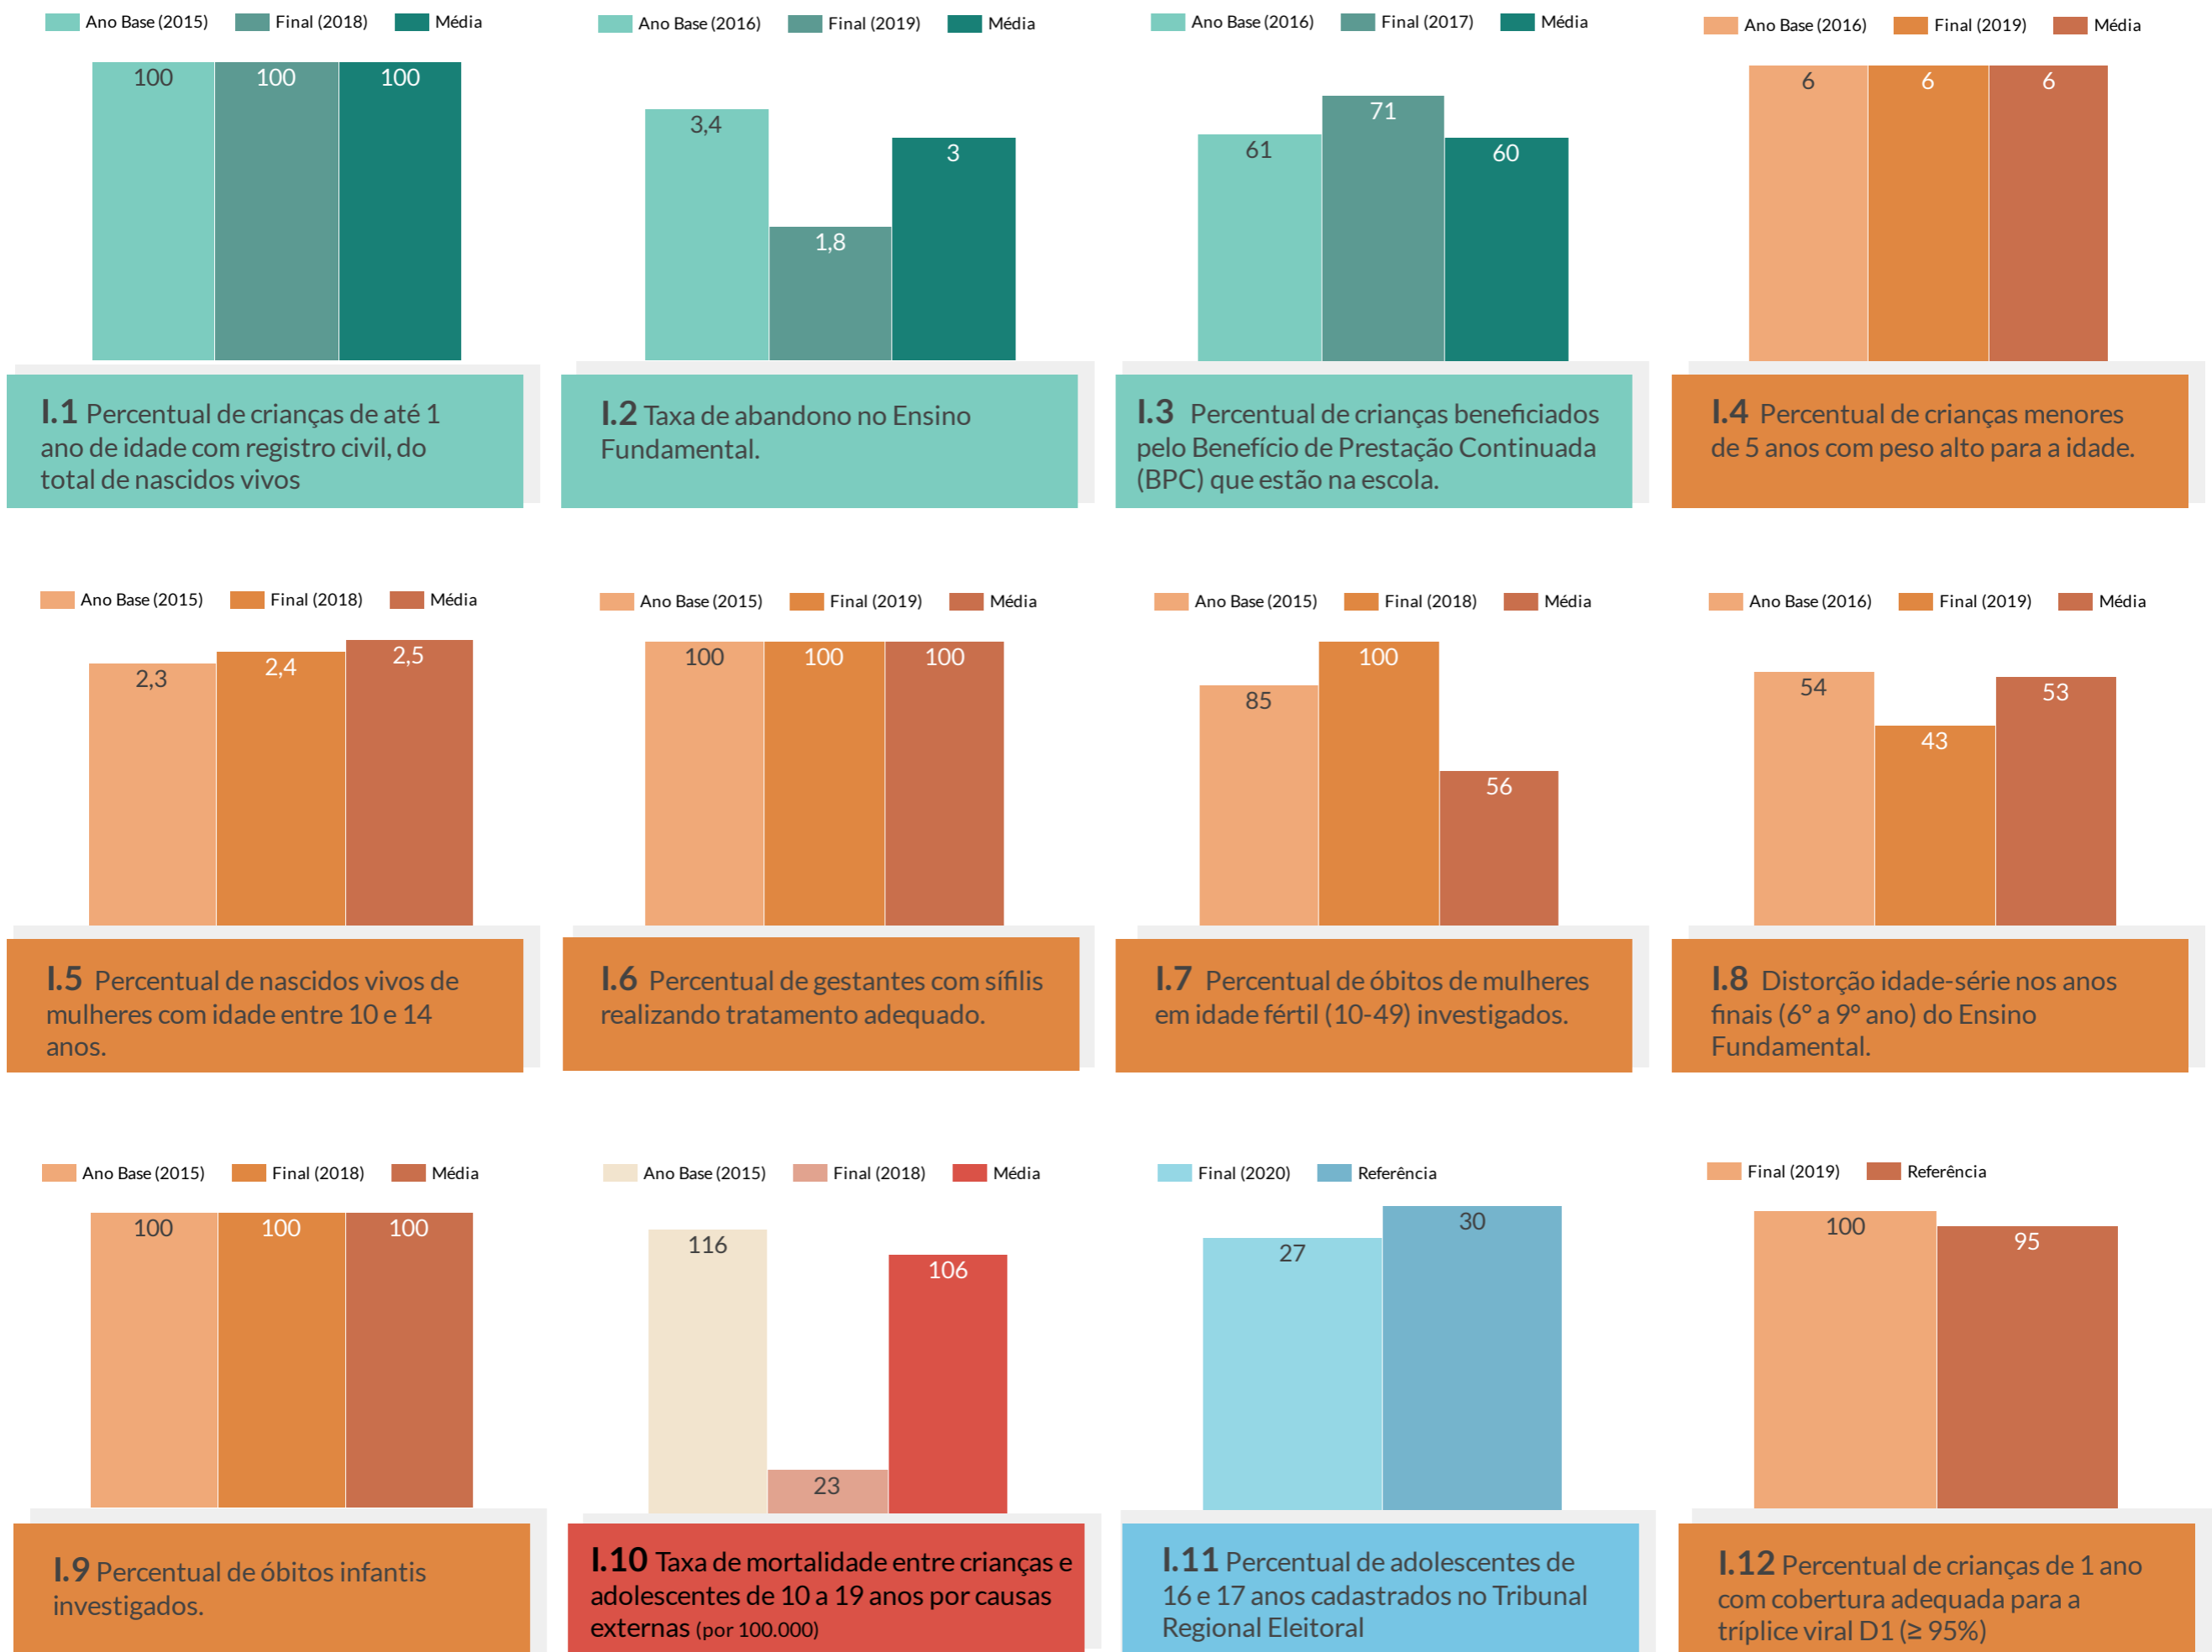 Ano Base (2015) Final (2018) Média
100 100 100
I.1 Percentual de crianças de até 1
ano de idade com registro civil, do
total de nascidos vivos
Ano Base (2016) Final (2019) Média
3,4 1,8 3
I.2 Taxa de abandono no Ensino
Fundamental.
Ano Base (2016) Final (2017) Média
61 71 60
I.3 Percentual de crianças beneficiados
pelo Benefício de Prestação Continuada
(BPC) que estão na escola.
Ano Base (2016) Final (2019) Média
6 6 6
I.4 Percentual de crianças menores
de 5 anos com peso alto para a idade.
Ano Base (2015) Final (2018) Média
2,3 2,4 2,5
I.5 Percentual de nascidos vivos de
mulheres com idade entre 10 e 14
anos.
Ano Base (2015) Final (2019) Média
100 100 100
I.6 Percentual de gestantes com sífilis
realizando tratamento adequado.
Ano Base (2015) Final (2018) Média
85 100 56
I.7 Percentual de óbitos de mulheres
em idade fértil (10-49) investigados.
Ano Base (2016) Final (2019) Média
54 43 53
I.8 Distorção idade-série nos anos
finais (6° a 9° ano) do Ensino
Fundamental.
Ano Base (2015) Final (2018) Média
100 100 100
I.9 Percentual de óbitos infantis
investigados.
Ano Base (2015) Final (2018) Média
116 23 106
I.10 Taxa de mortalidade entre crianças e
adolescentes de 10 a 19 anos por causas
externas (por 100.000)
Final (2020) Referência
27 30
I.11 Percentual de adolescentes de
16 e 17 anos cadastrados no Tribunal
Regional Eleitoral
Final (2019) Referência
100 95
I.12 Percentual de crianças de 1 ano
com cobertura adequada para a
tríplice viral D1 (≥ 95%)